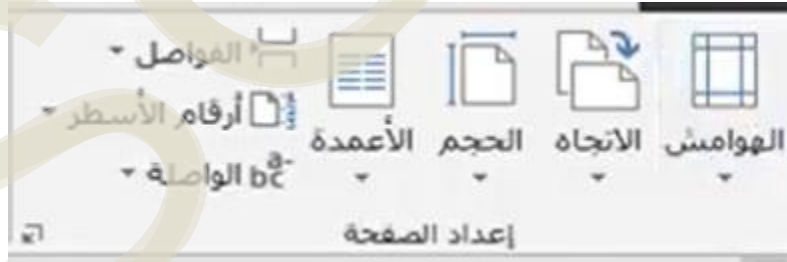 الهوامش
الاتجاه
الحجم
الأعمدة
الفواصل
أرقام الأسطر
الواصلة
إعداد الصفحة